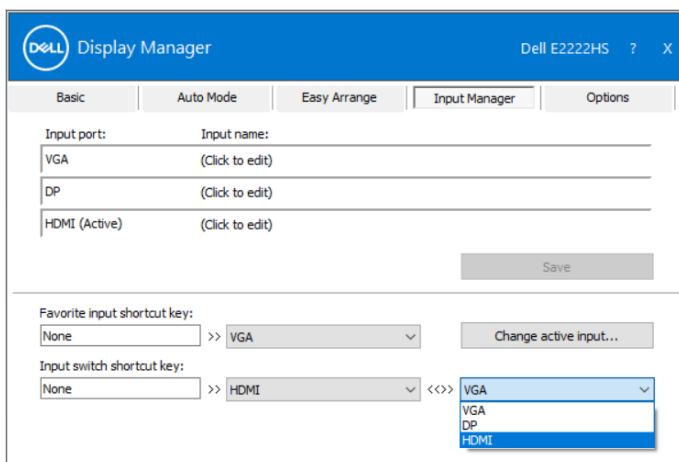 DELL Display Manager Dell E2222HS ? X
Basic Auto Mode Easy Arrange Input Manager Options
Input port: Input name:
VGA (Click to edit)
DP (Click to edit)
HDMI (Active) (Click to edit)
Save
Favorite input shortcut key:
None >> VGA Change active input...
Input switch shortcut key:
None >> HDMI <<>> VGA
VGA
DP
HDMI